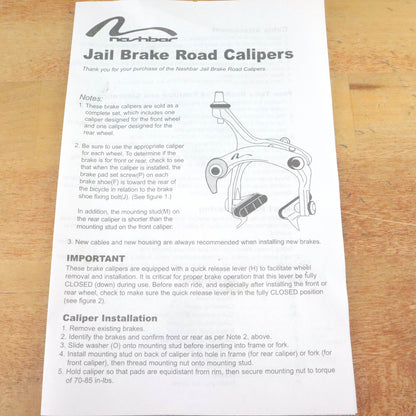 nashbar
Jail Brake Road Calipers
Thank you for your purchase of the Nashbar Jail Brake Road Calipers.
Notes:
1. These brake calipers are sold as a
complete set, which includes one
caliper designed for the front wheel
and one caliper designed for the
rear wheel.
2. Be sure to use the appropriate caliper
for each wheel. To determine if the
brake is for front or rear, check to see
that when the caliper is installed, the
brake pad set screw(P) on each
brake shoe(F) is toward the rear of
the bicycle in relation to the brake
shoe fixing bolt(J). (See figure 1.)
In addition, the mounting stud(M) on
the rear caliper is shorter than the
mounting stud on the front caliper.
3. New cables and new housing are always recommended when installing new brakes.
IMPORTANT
These brake calipers are equipped with a quick release lever (H) to facilitate wheel
removal and installation. It is critical for proper brake operation that this lever be fully
CLOSED (down) during use. Before each ride, and especially after installing the front or
rear wheel, check to make sure the quick release lever is in the fully CLOSED position
(see figure 2).
Caliper Installation
1. Remove existing brakes.
2. Identify the brakes and confirm front or rear as per Note 2, above.
3. Slide washer (O) onto mounting stud before inserting into frame or fork.
4. Install mounting stud on back of caliper into hole in frame (for rear caliper) or fork (for
front caliper), then thread mounting nut onto mounting stud.
5. Hold caliper so that pads are equidistant from rim, then secure mounting nut to torque
of 70-85 in-lbs.